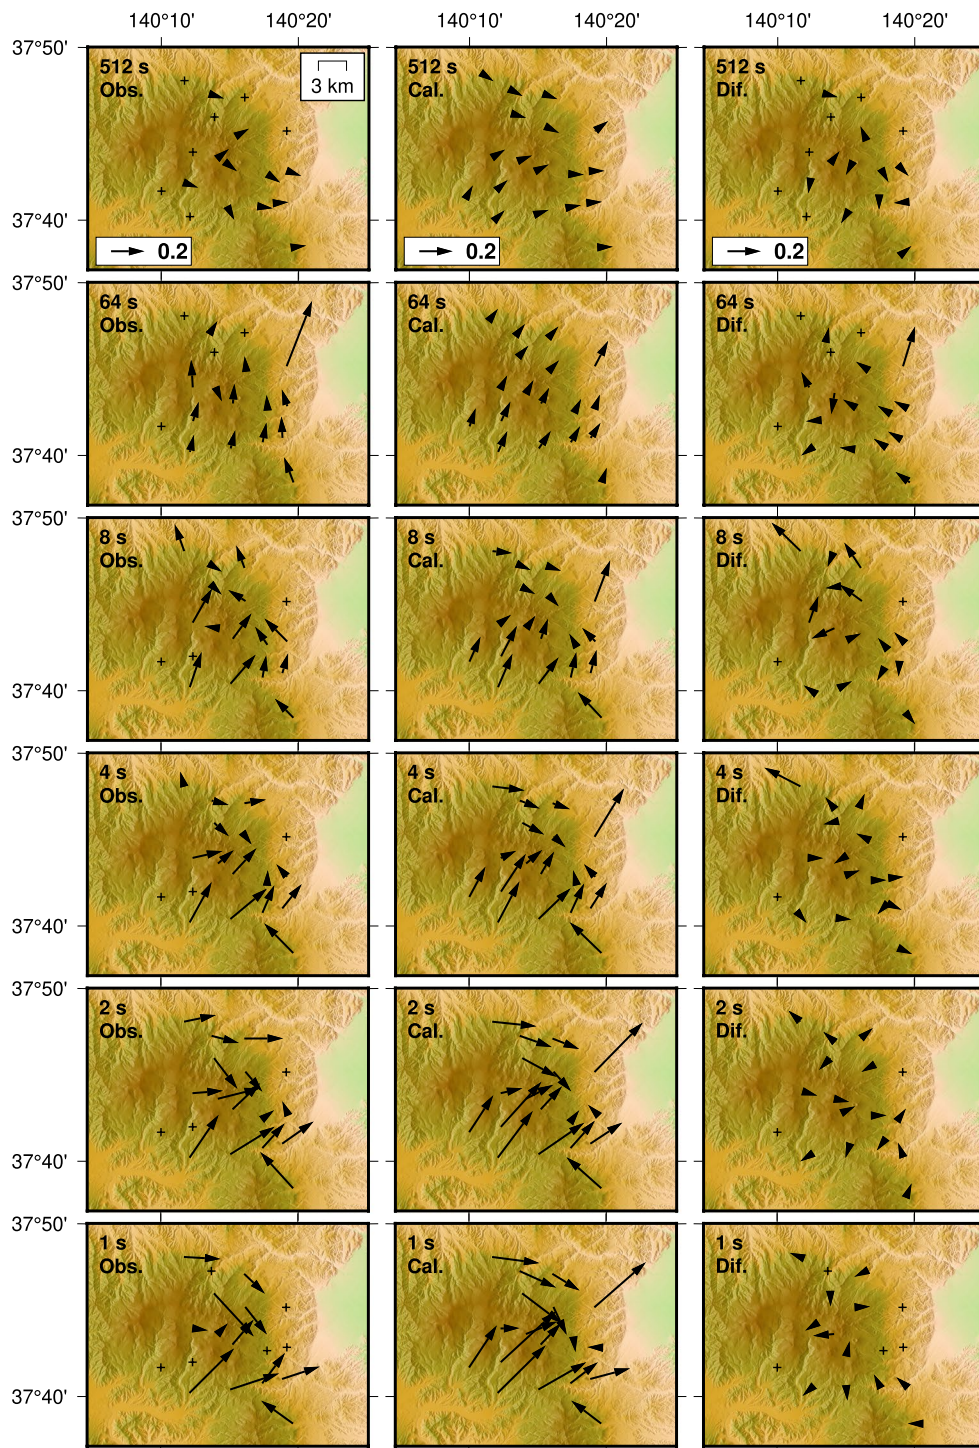 140°10' 140°20' 140°10' 140°20' 140°10' 140°20'
37°50'
512 s
Obs.
3 km
512 s
Cal.
512 s
Dif.
37°40'
0.2
0.2
0.2
37°50'
64 s
Obs.
64 s
Cal.
64 s
Dif.
37°40'
37°50'
8 s
Obs.
8 s
Cal.
8 s
Dif.
37°40'
37°50'
4 s
Obs.
4 s
Cal.
4 s
Dif.
37°40'
37°50'
2 s
Obs.
2 s
Cal.
2 s
Dif.
37°40'
37°50'
1 s
Obs.
1 s
Cal.
1 s
Dif.
37°40'